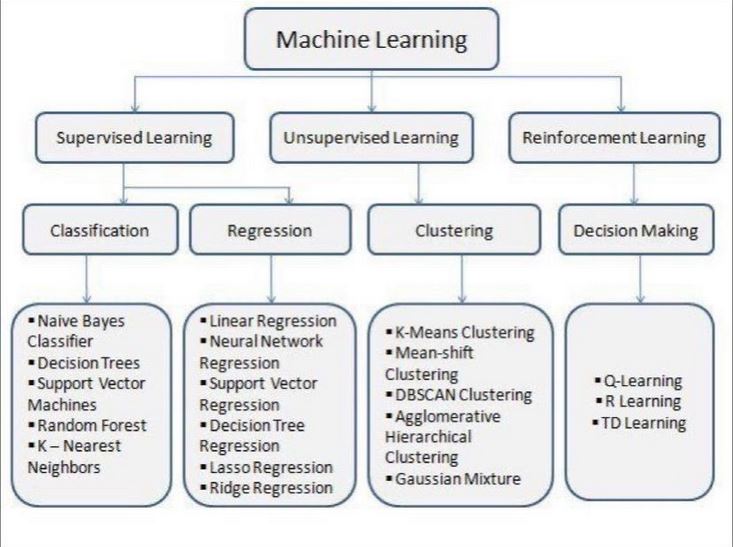 Machine Learning
Supervised Learning
Unsupervised Learning
Reinforcement Learning
Classification
Regression
Clustering
Decision Making
▪ Naive Bayes
Classifier
▪ Decision Trees
▪ Support Vector
Machines
▪ Random Forest
▪ K – Nearest
Neighbors
▪ Linear Regression
▪ Neural Network
Regression
▪ Support Vector
Regression
▪ Decision Tree
Regression
▪ Lasso Regression
▪ Ridge Regression
▪ K-Means Clustering
▪ Mean-shift
Clustering
▪ DBSCAN Clustering
▪ Agglomerative
Hierarchical
Clustering
▪ Gaussian Mixture
▪ Q-Learning
▪ R Learning
▪ TD Learning